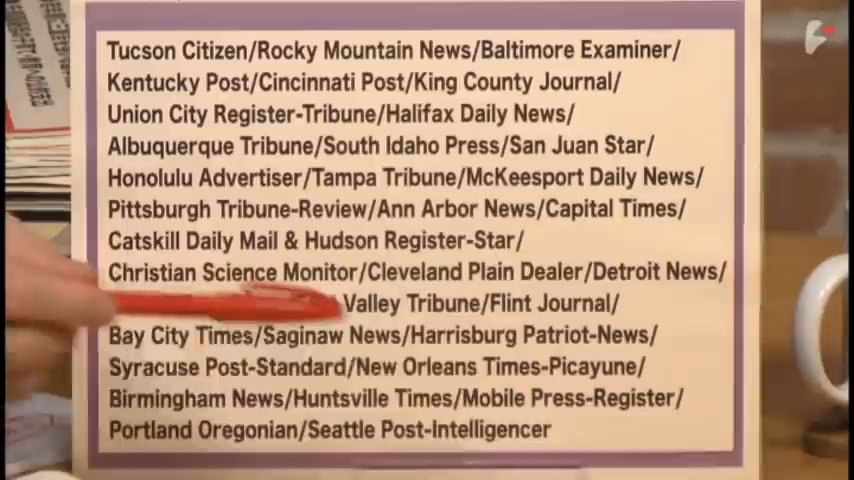 Tucson Citizen/Rocky Mountain News/Baltimore Examiner/
Kentucky Post/Cincinnati Post/King County Journal/
Union City Register-Tribune/Halifax Daily News/
Albuquerque Tribune/South Idaho Press/San Juan Star/
Honolulu Advertiser/Tampa Tribune/McKeesport Daily News/
Pittsburgh Tribune-Review/Ann Arbor News/Capital Times/
Catskill Daily Mail & Hudson Register-Star/
Christian Science Monitor/Cleveland Plain Dealer/Detroit News/
Valley Tribune/Flint Journal/
Bay City Times/Saginaw News/Harrisburg Patriot-News/
Syracuse Post-Standard/New Orleans Times-Picayune/
Birmingham News/Huntsville Times/Mobile Press-Register/
Portland Oregonian/Seattle Post-Intelligencer